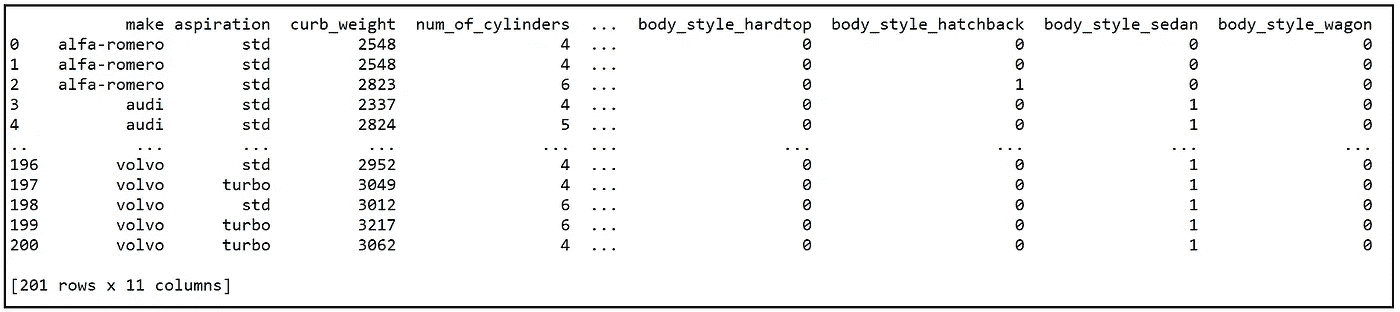 make aspiration curb_weight num_of_cylinders ... body_style_hardtop body_style_hatchback body_style_sedan body_style_wagon
0 alfa-romero std 2548 4 ... 0 0 0 0
1 alfa-romero std 2548 4 ... 0 0 0 0
2 alfa-romero std 2823 6 ... 0 1 0 0
3 audi std 2337 4 ... 0 0 1 0
4 audi std 2824 5 ... 0 0 1 0
.. ... ... ... ... ... ... ... ... ...
196 volvo std 2952 4 ... 0 0 1 0
197 volvo turbo 3049 4 ... 0 0 1 0
198 volvo std 3012 6 ... 0 0 1 0
199 volvo turbo 3217 6 ... 0 0 1 0
200 volvo turbo 3062 4 ... 0 0 1 0
[201 rows x 11 columns]